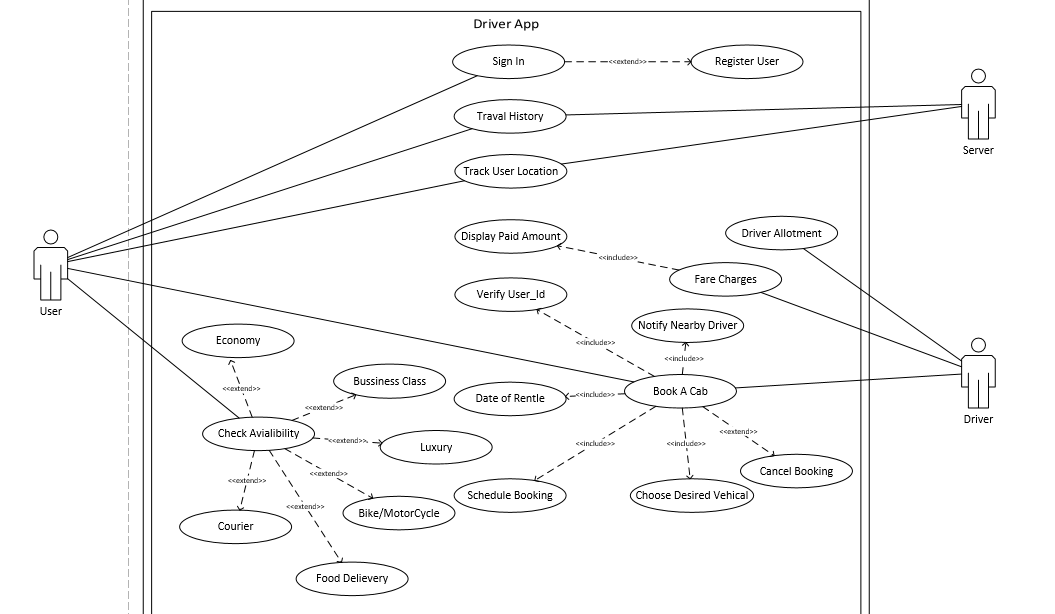 Driver App
Sign In
<<extend>>
Register User
Traval History
Server
Track User Location
Driver Allotment
Display Paid Amount
<<include>>
Fare Charges
Verify User_Id
User
Notify Nearby Driver
Economy
<<include>>
<<include>>
Bussiness Class
<<extend>>
Book A Cab
Date of Rentle
<<include>>
<<extend>>
Driver
Check Avialibility
<<extend>>
<<extend>>
Luxury
<<include>>
<<include>>
Cancel Booking
<<extend>>
<<extend>>
Schedule Booking
Choose Desired Vehical
<<extend>>
Bike/MotorCycle
Courier
Food Delievery